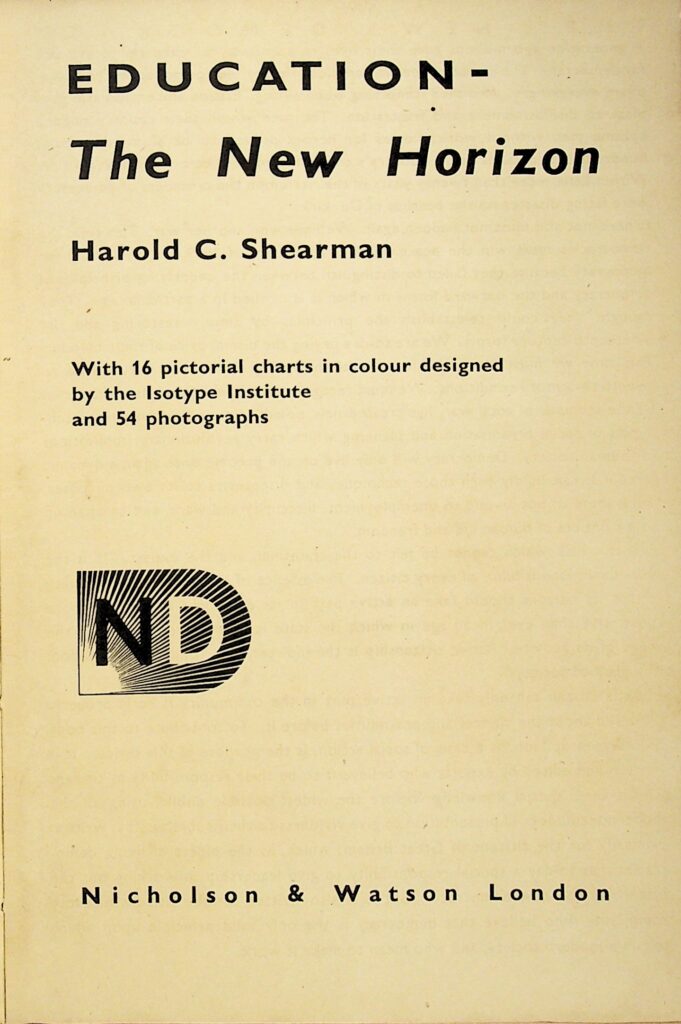 EDUCATION-
The New Horizon
Harold C. Shearman
With 16 pictorial charts in colour designed
by the Isotype Institute
and 54 photographs
ND
Nicholson & Watson London